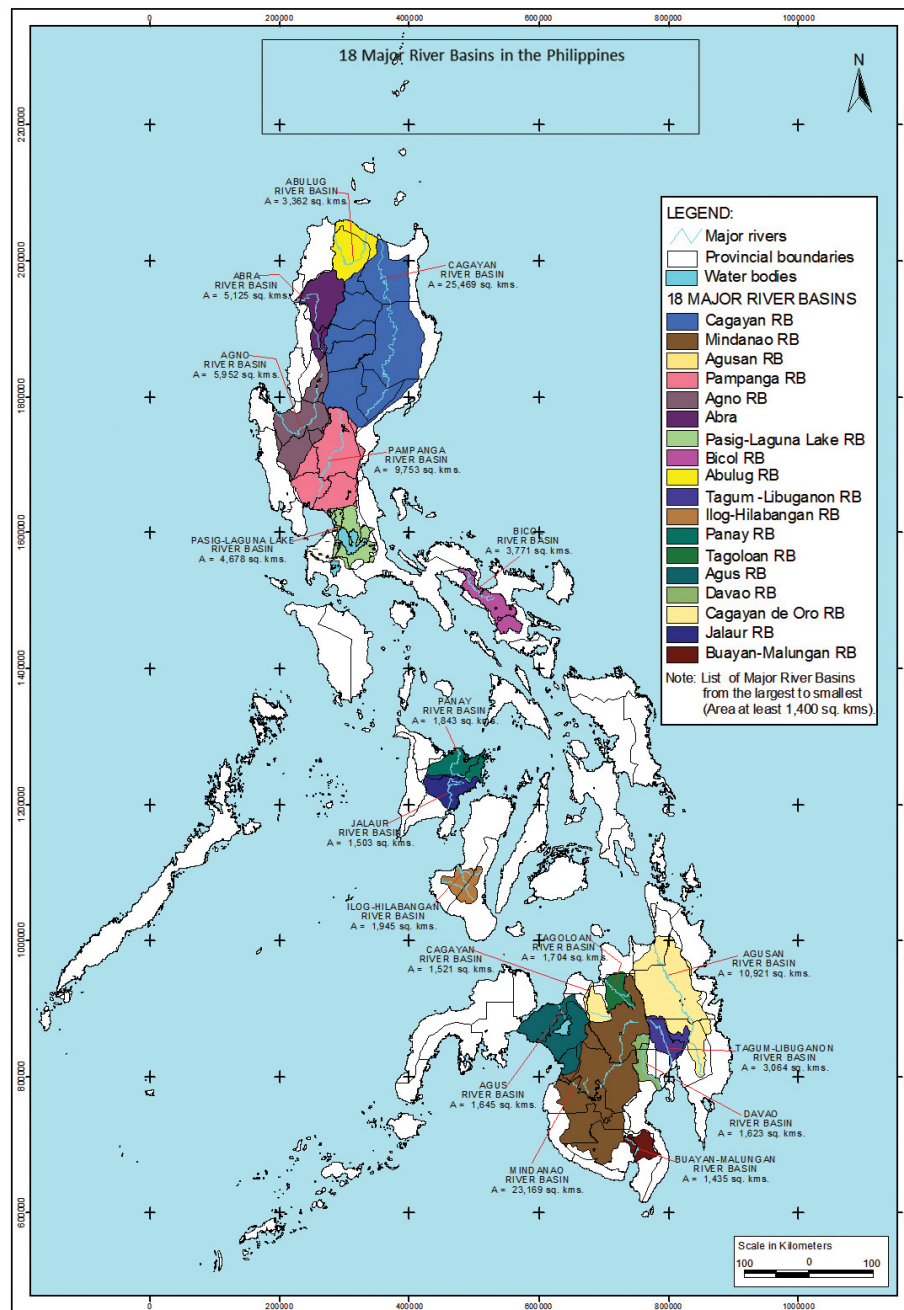 0
200000
400000
600000
800000
1000000
18 Major River Basins in the Philippines
N
2200000
2000000
1800000
1600000
1400000
1200000
1000000
800000
600000
ABULUG
RIVER BASIN
A = 3,362 sq. kms.
CAGAYAN
RIVER BASIN
A = 25,469 sq. kms.
ABRA
RIVER BASIN
A = 5,125 sq. kms.
AGNO
RIVER BASIN
A = 5,952 sq. kms.
PAMPANGA
RIVER BASIN
A = 9,753 sq. kms.
PASIG-LAGUNA LAKE
RIVER BASIN
A = 4,678 sq. kms.
BICOL
RIVER BASIN
A = 3,771 sq. kms.
LEGEND:
Major rivers
Provincial boundaries
Water bodies
18 MAJOR RIVER BASINS
Cagayan RB
Mindanao RB
Agusan RB
Pampanga RB
Agno RB
Abra
Pasig-Laguna Lake RB
Bicol RB
Abulug RB
Tagum -Libuganon RB
Ilog-Hilabangan RB
Panay RB
Tagoloan RB
Agus RB
Davao RB
Cagayan de Oro RB
Jalaur RB
Buayan-Malungan RB
Note: List of Major River Basins
from the largest to smallest
(Area at least 1,400 sq. kms).
PANAY
RIVER BASIN
A = 1,843 sq. kms.
JALAUR
RIVER BASIN
A = 1,503 sq. kms.
ILOG-HILABANGAN
RIVER BASIN
A = 1,945 sq. kms.
CAGAYAN
RIVER BASIN
A = 1,521 sq. kms.
TAGOLOAN
RIVER BASIN
A = 1,704 sq. kms.
AGUSAN
RIVER BASIN
A = 10,921 sq. kms.
TAGUM-LIBUGANON
RIVER BASIN
A = 3,064 sq. kms.
AGUS
RIVER BASIN
A = 1,645 sq. kms.
DAVAO
RIVER BASIN
A = 1,623 sq. kms.
BUAYAN-MALUNGAN
RIVER BASIN
A = 1,435 sq. kms.
MINDANAO
RIVER BASIN
A = 23,169 sq. kms.
Scale in Kilometers
100 0 100
0
200000
400000
600000
800000
1000000